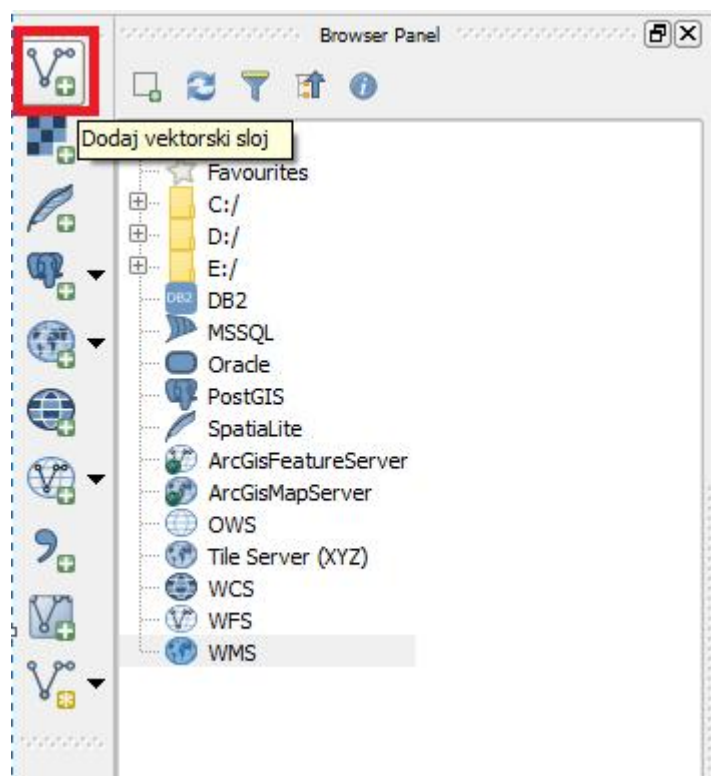 Browser Panel
Dodaj vektorski sloj
Favourites
C:/
D:/
E:/
DB2
DB2
MSSQL
Oracle
PostGIS
SpatiaLite
ArcGisFeatureServer
ArcGisMapServer
OWS
Tile Server (XYZ)
WCS
WFS
WMS